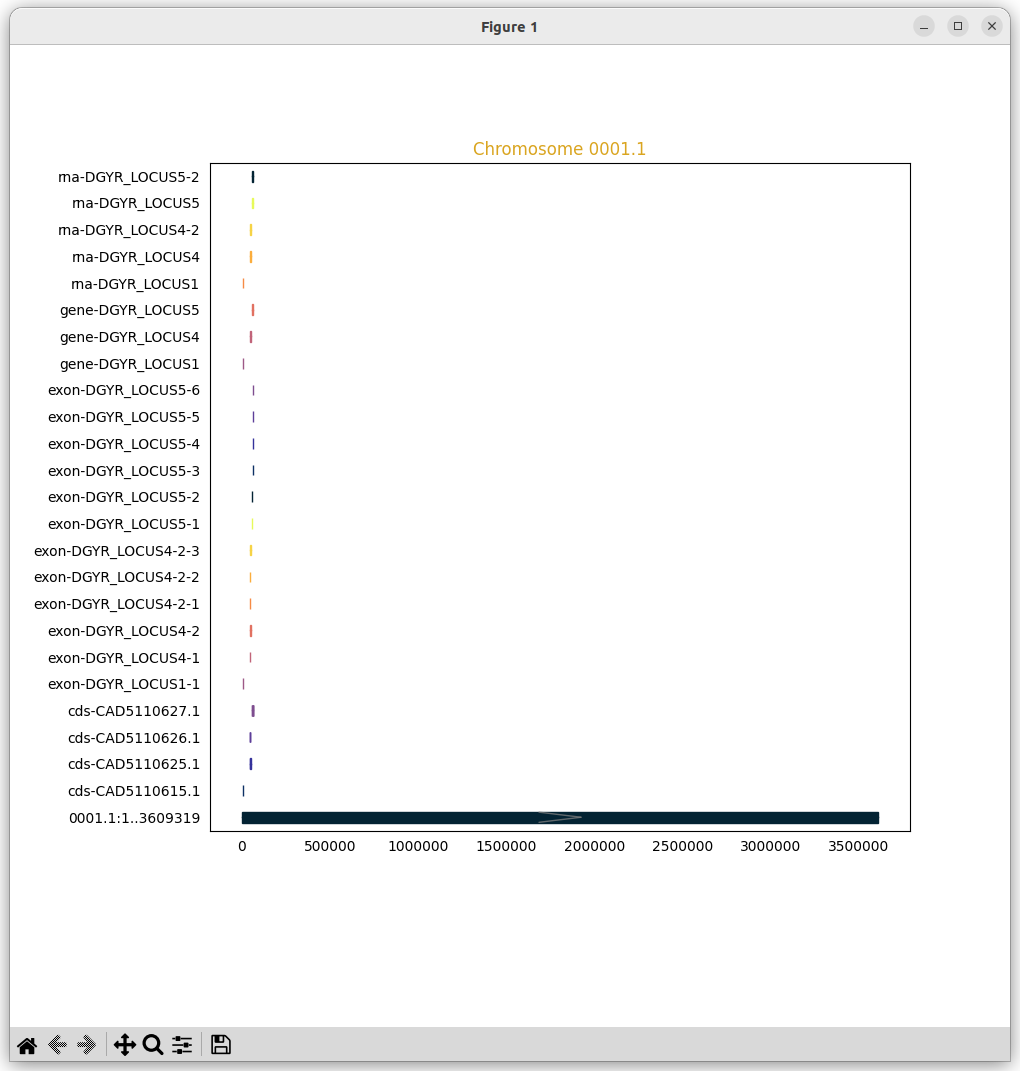 Figure 1
Chromosome 0001.1
rna-DGYR_LOCUS5-2
rna-DGYR_LOCUS5
rna-DGYR_LOCUS4-2
rna-DGYR_LOCUS4
rna-DGYR_LOCUS1
gene-DGYR_LOCUS5
gene-DGYR_LOCUS4
gene-DGYR_LOCUS1
exon-DGYR_LOCUS5-6
exon-DGYR_LOCUS5-5
exon-DGYR_LOCUS5-4
exon-DGYR_LOCUS5-3
exon-DGYR_LOCUS5-2
exon-DGYR_LOCUS5-1
exon-DGYR_LOCUS4-2-3
exon-DGYR_LOCUS4-2-2
exon-DGYR_LOCUS4-2-1
exon-DGYR_LOCUS4-2
exon-DGYR_LOCUS4-1
exon-DGYR_LOCUS1-1
cds-CAD5110627.1
cds-CAD5110626.1
cds-CAD5110625.1
cds-CAD5110615.1
0001.1:1..3609319
0 500000 1000000 1500000 2000000 2500000 3000000 3500000